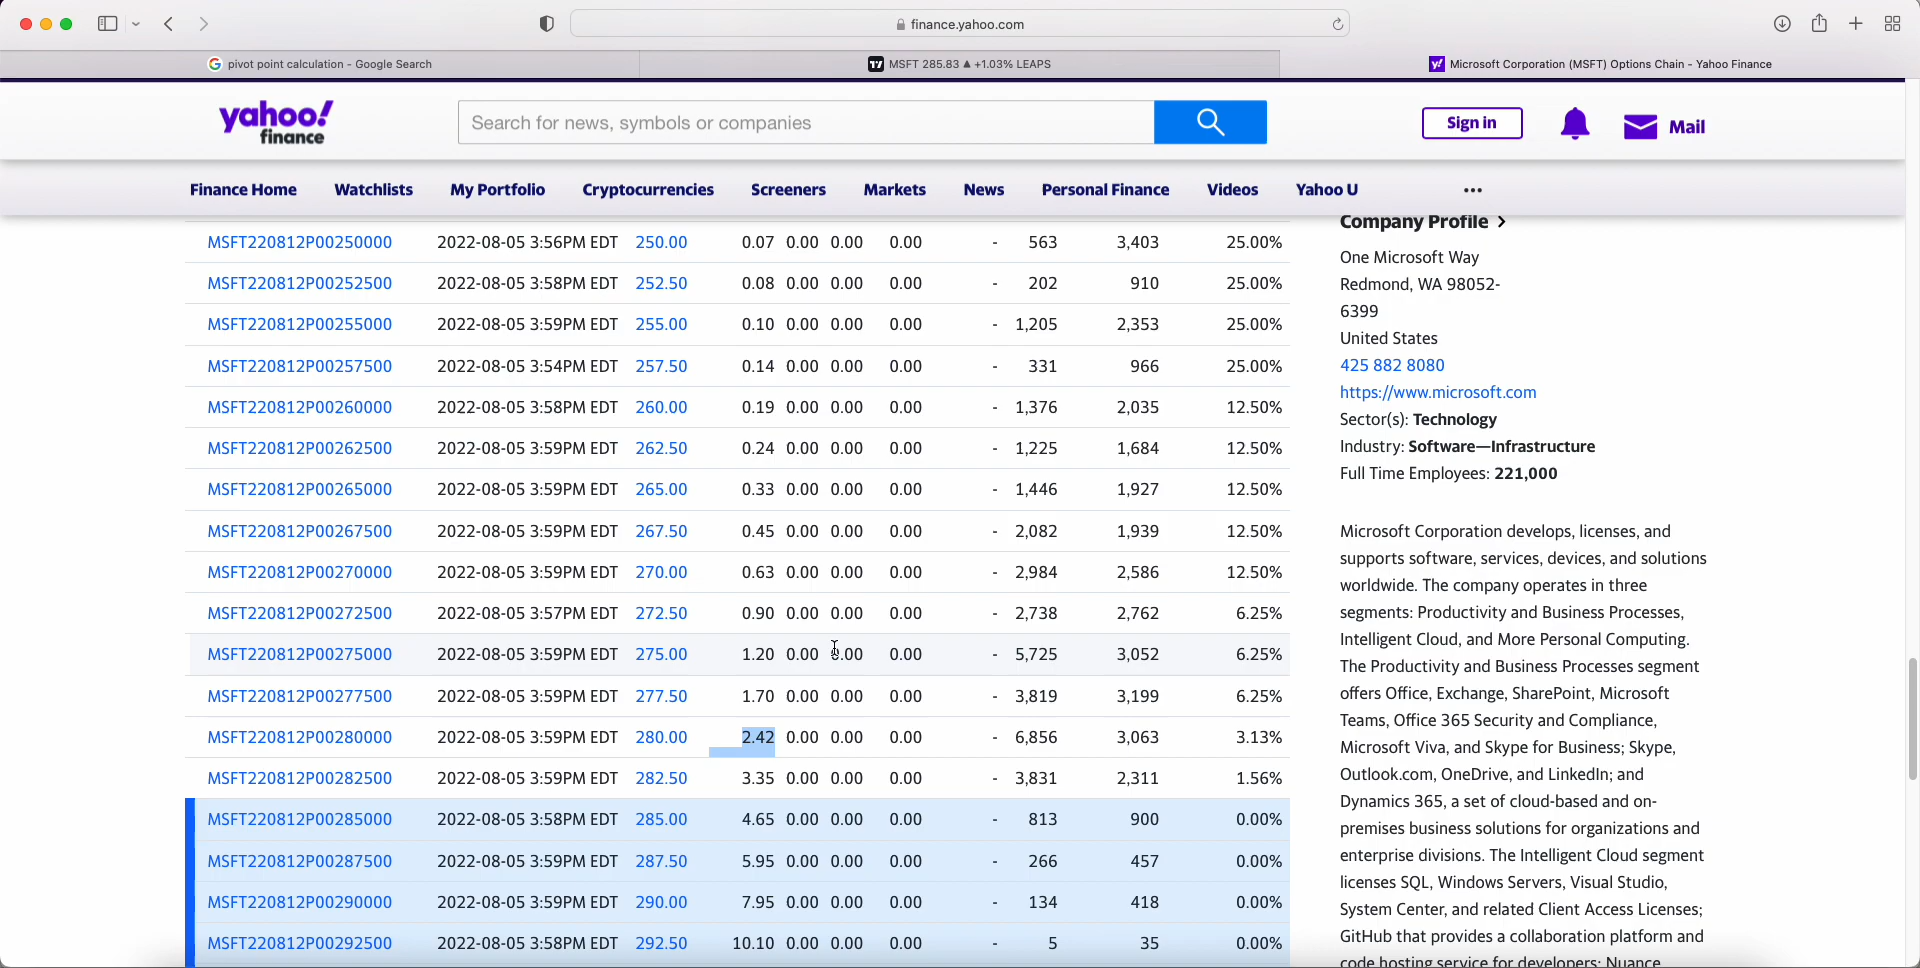 finance.yahoo.com
pivot point calculation - Google Search
MSFT 285.83 ▲ +1.03% LEAPS
Microsoft Corporation (MSFT) Options Chain - Yahoo Finance
yahoo!
finance
Search for news, symbols or companies
Sign in
Mail
Finance Home Watchlists My Portfolio Cryptocurrencies Screeners Markets News Personal Finance Videos Yahoo U ...
MSFT220812P00250000 2022-08-05 3:56PM EDT 250.00 0.07 0.00 0.00 0.00 - 563 3,403 25.00%
MSFT220812P00252500 2022-08-05 3:58PM EDT 252.50 0.08 0.00 0.00 0.00 - 202 910 25.00%
MSFT220812P00255000 2022-08-05 3:59PM EDT 255.00 0.10 0.00 0.00 0.00 - 1,205 2,353 25.00%
MSFT220812P00257500 2022-08-05 3:54PM EDT 257.50 0.14 0.00 0.00 0.00 - 331 966 25.00%
MSFT220812P00260000 2022-08-05 3:58PM EDT 260.00 0.19 0.00 0.00 0.00 - 1,376 2,035 12.50%
MSFT220812P00262500 2022-08-05 3:59PM EDT 262.50 0.24 0.00 0.00 0.00 - 1,225 1,684 12.50%
MSFT220812P00265000 2022-08-05 3:59PM EDT 265.00 0.33 0.00 0.00 0.00 - 1,446 1,927 12.50%
MSFT220812P00267500 2022-08-05 3:59PM EDT 267.50 0.45 0.00 0.00 0.00 - 2,082 1,939 12.50%
MSFT220812P00270000 2022-08-05 3:59PM EDT 270.00 0.63 0.00 0.00 0.00 - 2,984 2,586 12.50%
MSFT220812P00272500 2022-08-05 3:57PM EDT 272.50 0.90 0.00 0.00 0.00 - 2,738 2,762 6.25%
MSFT220812P00275000 2022-08-05 3:59PM EDT 275.00 1.20 0.00 0.00 0.00 - 5,725 3,052 6.25%
MSFT220812P00277500 2022-08-05 3:59PM EDT 277.50 1.70 0.00 0.00 0.00 - 3,819 3,199 6.25%
MSFT220812P00280000 2022-08-05 3:59PM EDT 280.00 2.42 0.00 0.00 0.00 - 6,856 3,063 3.13%
MSFT220812P00282500 2022-08-05 3:59PM EDT 282.50 3.35 0.00 0.00 0.00 - 3,831 2,311 1.56%
MSFT220812P00285000 2022-08-05 3:58PM EDT 285.00 4.65 0.00 0.00 0.00 - 813 900 0.00%
MSFT220812P00287500 2022-08-05 3:59PM EDT 287.50 5.95 0.00 0.00 0.00 - 266 457 0.00%
MSFT220812P00290000 2022-08-05 3:59PM EDT 290.00 7.95 0.00 0.00 0.00 - 134 418 0.00%
MSFT220812P00292500 2022-08-05 3:58PM EDT 292.50 10.10 0.00 0.00 0.00 - 5 35 0.00%
Company Profile
One Microsoft Way
Redmond, WA 98052-
6399
United States
425 882 8080
https://www.microsoft.com
Sector(s): Technology
Industry: Software—Infrastructure
Full Time Employees: 221,000
Microsoft Corporation develops, licenses, and
supports software, services, devices, and solutions
worldwide. The company operates in three
segments: Productivity and Business Processes,
Intelligent Cloud, and More Personal Computing.
The Productivity and Business Processes segment
offers Office, Exchange, SharePoint, Microsoft
Teams, Office 365 Security and Compliance,
Microsoft Viva, and Skype for Business; Skype,
Outlook.com, OneDrive, and LinkedIn; and
Dynamics 365, a set of cloud-based and on-
premises business solutions for organizations and
enterprise divisions. The Intelligent Cloud segment
licenses SQL, Windows Servers, Visual Studio,
System Center, and related Client Access Licenses;
GitHub that provides a collaboration platform and
code hosting service for developers; Nuance